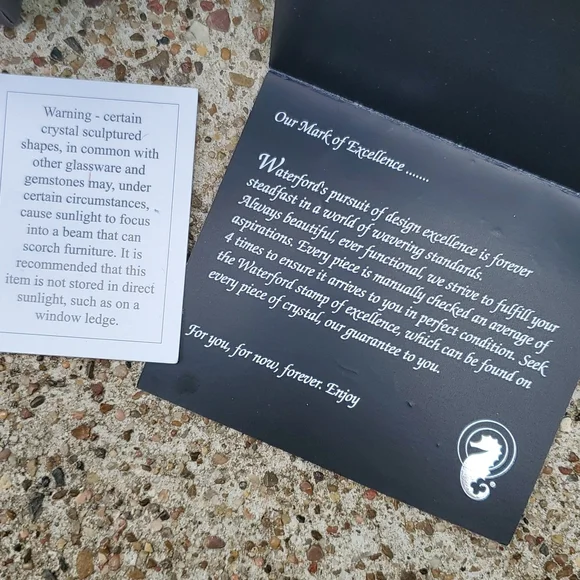 Warning - certain
crystal sculptured
shapes, in common with
other glassware and
gemstones may, under
certain circumstances,
cause sunlight to focus
into a beam that can
scorch furniture. It is
recommended that this
item is not stored in direct
sunlight, such as on a
window ledge.
Our Mark of Excellence .......
Waterford's pursuit of design excellence is forever
steadfast in a world of wavering standards.
Always beautiful, ever functional, we strive to fulfill your
aspirations. Every piece is manually checked an average of
4 times to ensure it arrives to you in perfect condition. Seek
the Waterford stamp of excellence, which can be found on
every piece of crystal, our guarantee to you.
For you, for now, forever. Enjoy
®